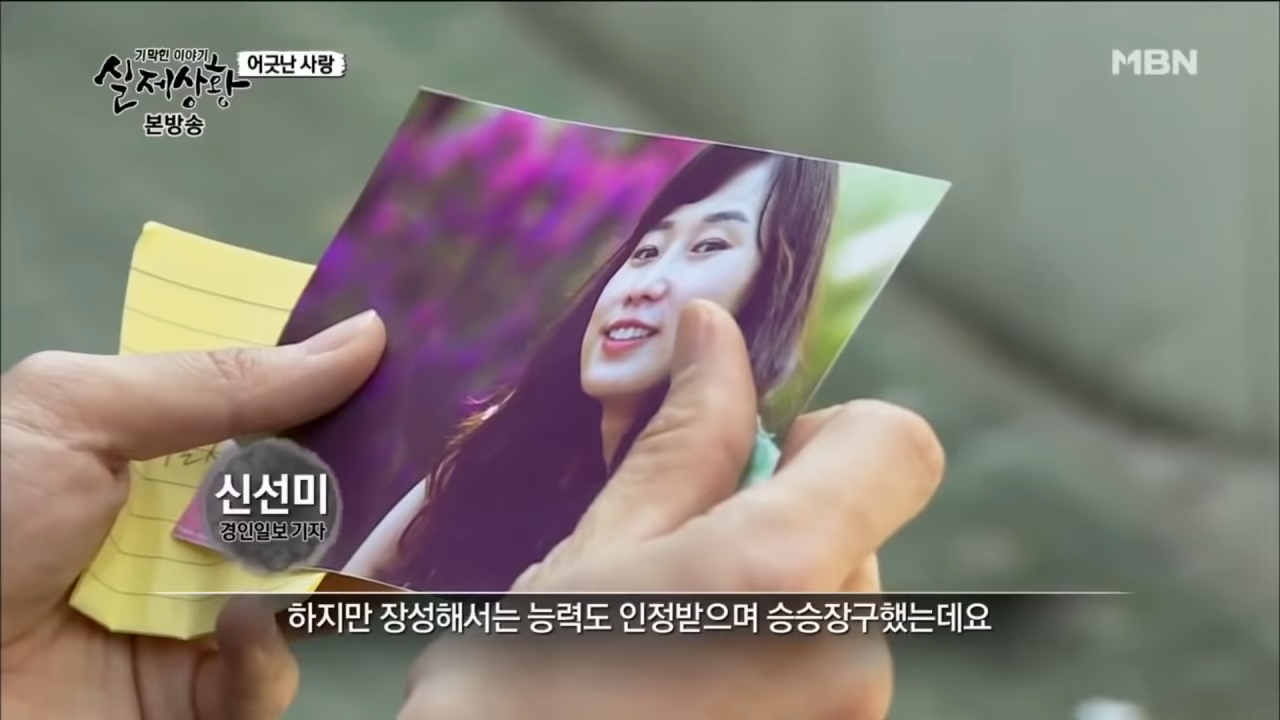 기막힌 이야기
실제상황
본방송
어긋난 사랑
MBN
신선미
경인일보 기자
하지만 장성해서는 능력도 인정받으며 승승장구했는데요